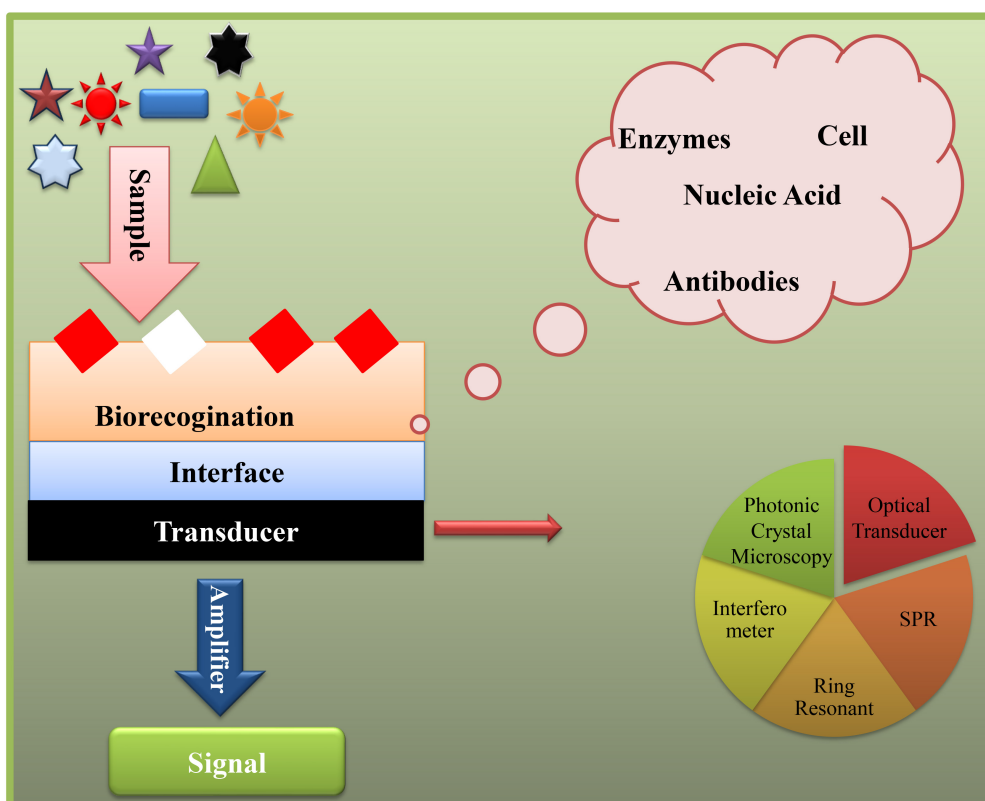 Sample
Enzymes
Cell
Nucleic Acid
Antibodies
Biorecogination
Interface
Transducer
Amplifier
Signal
Photonic
Crystal
Microscopy
Optical
Transducer
Interfero
meter
SPR
Ring
Resonant